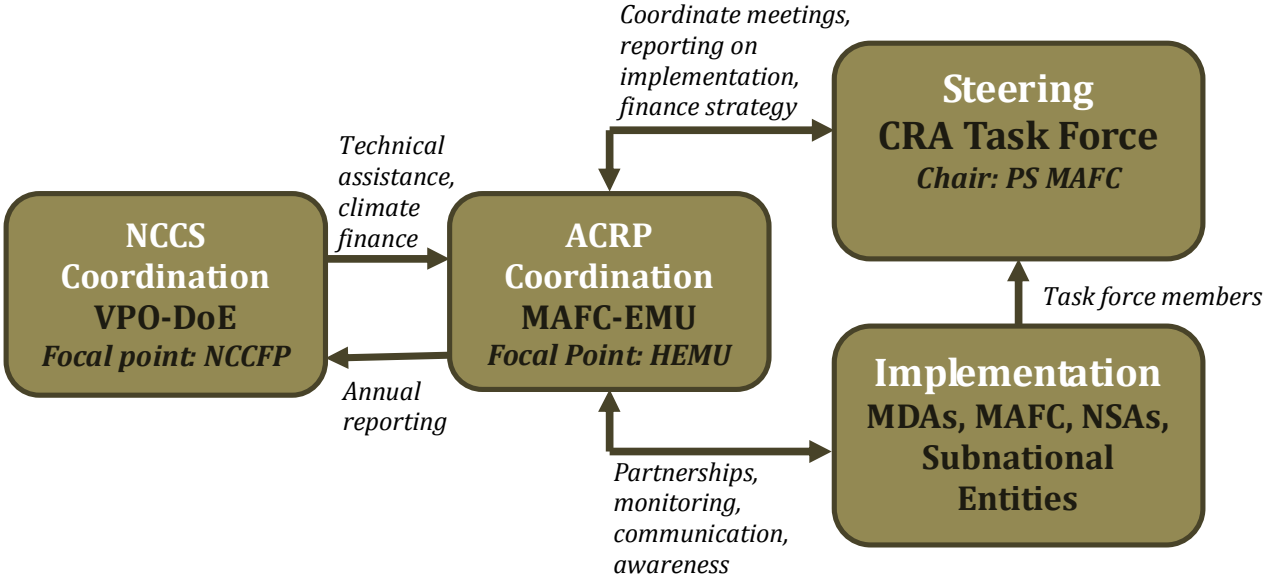 Coordinate meetings,
reporting on
implementation,
finance strategy
Steering
CRA Task Force
Chair: PS MAFC
Technical
assistance,
climate
finance
NCCS
Coordination
VPO-DoE
Focal point: NCCFP
ACRP
Coordination
MAFC-EMU
Focal Point: HEMU
Task force members
Annual
reporting
Implementation
MDAs, MAFC, NSAs,
Subnational
Entities
Partnerships,
monitoring,
communication,
awareness